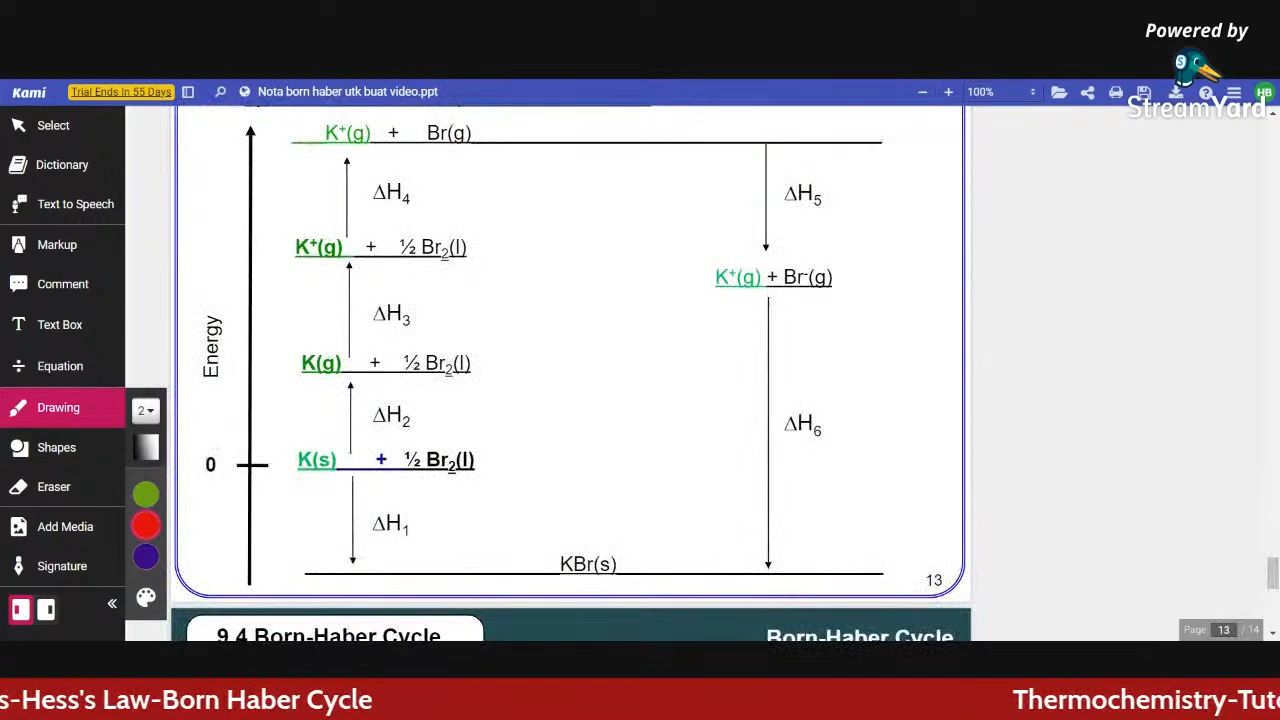 Powered by
StreamYard
Kami
Trial Ends In 55 Days
Nota born haber utk buat video.ppt
100%
HB
Select
Dictionary
Text to Speech
Markup
Comment
Text Box
Equation
Drawing
2
Shapes
Eraser
Add Media
Signature
K⁺(g) + Br(g)
ΔH₄
ΔH₅
K⁺(g) + ½ Br₂(l)
K⁺(g) + Br⁻(g)
ΔH₃
Energy
K(g) + ½ Br₂(l)
ΔH₂
ΔH₆
0
K(s) + ½ Br₂(l)
ΔH₁
KBr(s)
13
9.4 Born-Haber Cycle
Born-Haber Cycle
Page 13 / 14
s-Hess's Law-Born Haber Cycle
Thermochemistry-Tut